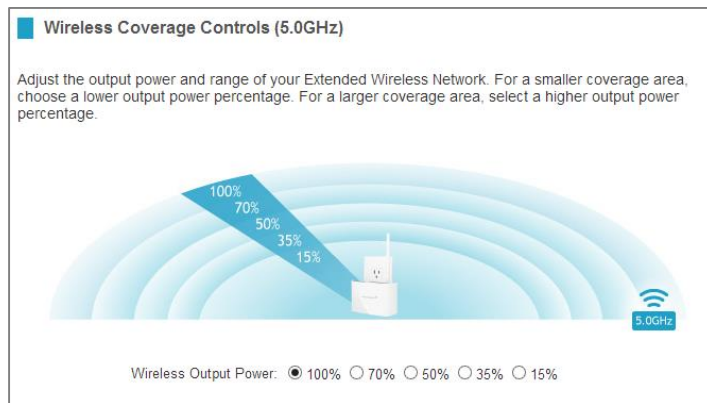 Wireless Coverage Controls (5.0GHz)
Adjust the output power and range of your Extended Wireless Network. For a smaller coverage area,
choose a lower output power percentage. For a larger coverage area, select a higher output power
percentage.
100%
70%
50%
35%
15%
5.0GHz
Wireless Output Power: 100% 70% 50% 35% 15%